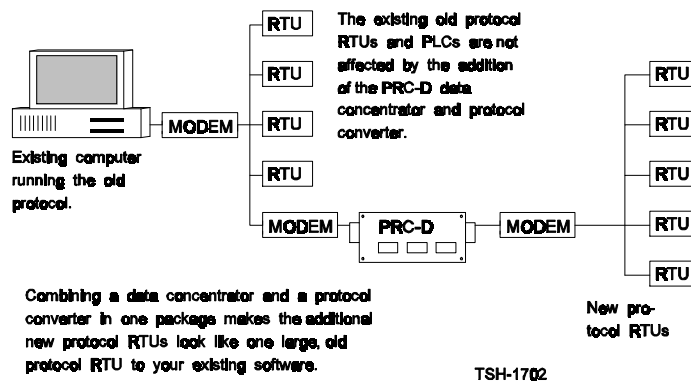 RTU
RTU
RTU
RTU
MODEM
Existing computer
running the old
protocol.
The existing old protocol
RTUs and PLCs are not
affected by the addition
of the PRC-D data
concentrator and protocol
converter.
MODEM
PRC-D
MODEM
RTU
RTU
RTU
RTU
RTU
New pro-
tocol RTUs
Combining a data concentrator and a protocol
converter in one package makes the additional
new protocol RTUs look like one large, old
protocol RTU to your existing software.
TSH-1702